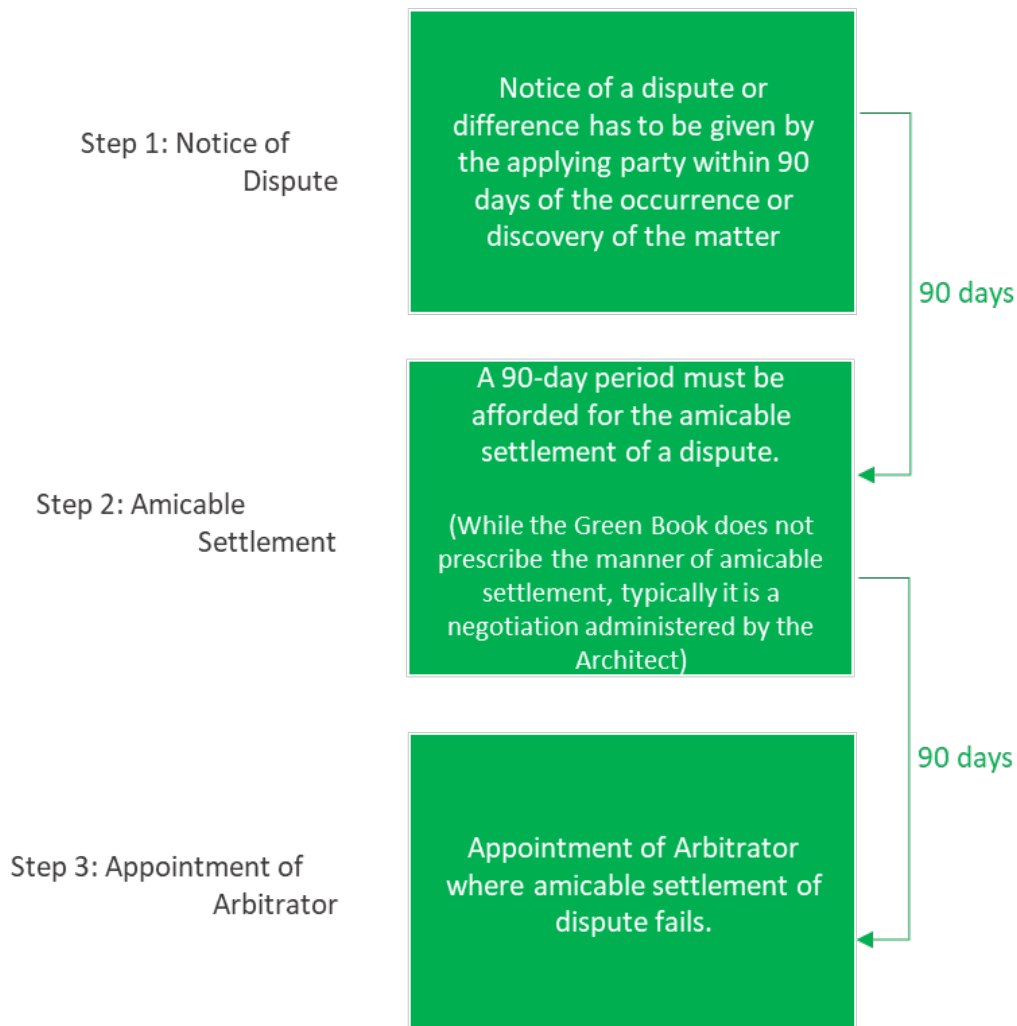 Notice of a dispute or
difference has to be given by
the applying party within 90
days of the occurrence or
discovery of the matter
Step 1: Notice of
Dispute
90 days
A 90-day period must be
afforded for the amicable
settlement of a dispute.
(While the Green Book does not
prescribe the manner of amicable
settlement, typically it is a
negotiation administered by the
Architect)
Step 2: Amicable
Settlement
90 days
Appointment of Arbitrator
where amicable settlement of
dispute fails.
Step 3: Appointment of
Arbitrator